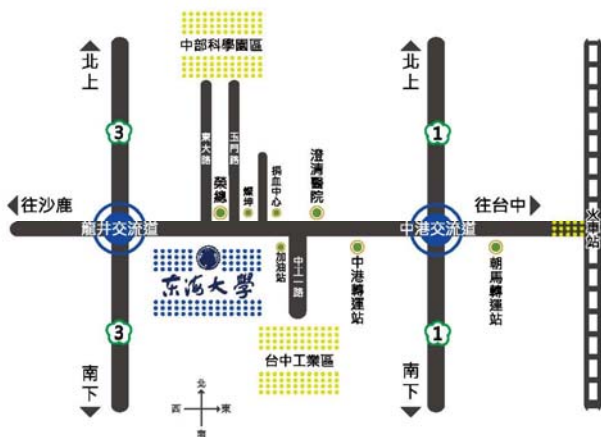 中部科學園區
北上
北上
3
1
東大路
玉門路
榮總
燦坤
捐血中心
澄清醫院
往沙鹿
往台中
龍井交流道
中港交流道
火車站
東海大學
加油站
中工一路
中港轉運站
朝馬轉運站
3
1
台中工業區
南下
南下
北
西
東
南